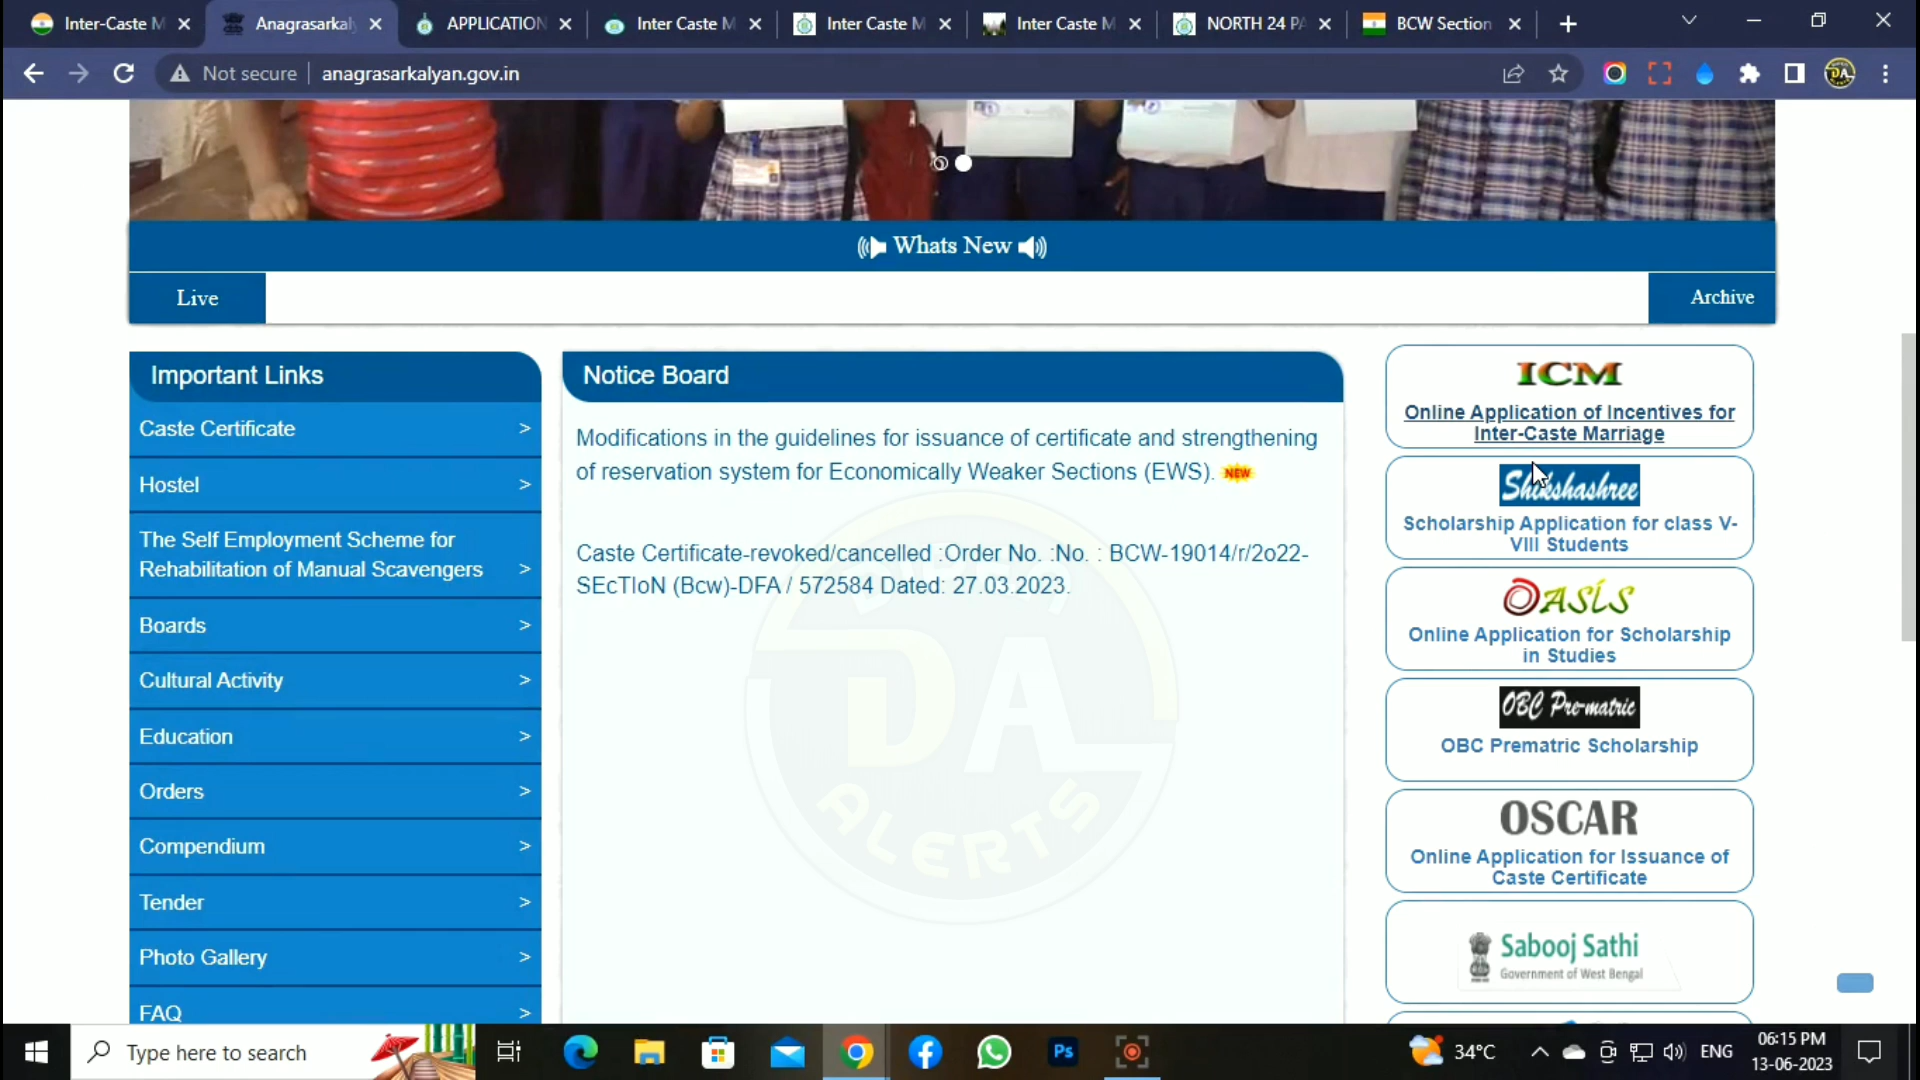 Inter-Caste M
Anagrasarkaly
APPLICATION
Inter Caste M
Inter Caste M
Inter Caste M
NORTH 24 PA
BCW Section
Not secure
anagrasarkalyan.gov.in
Whats New
Live
Archive
Important Links
Caste Certificate >
Hostel >
The Self Employment Scheme for
Rehabilitation of Manual Scavengers >
Boards >
Cultural Activity >
Education >
Orders >
Compendium >
Tender >
Photo Gallery >
FAQ >
Notice Board
Modifications in the guidelines for issuance of certificate and strengthening
of reservation system for Economically Weaker Sections (EWS). NEW
Caste Certificate-revoked/cancelled :Order No. :No. : BCW-19014/r/2o22-
SEcTIoN (Bcw)-DFA / 572584 Dated: 27.03.2023.
DA
ALERTS
ICM
Online Application of Incentives for
Inter-Caste Marriage
Shikshashree
Scholarship Application for class V-
VIII Students
OASIS
Online Application for Scholarship
in Studies
OBC Pre-matric
OBC Prematric Scholarship
OSCAR
Online Application for Issuance of
Caste Certificate
Sabooj Sathi
Government of West Bengal
Type here to search
Ps
34°C
ENG
06:15 PM
13-06-2023